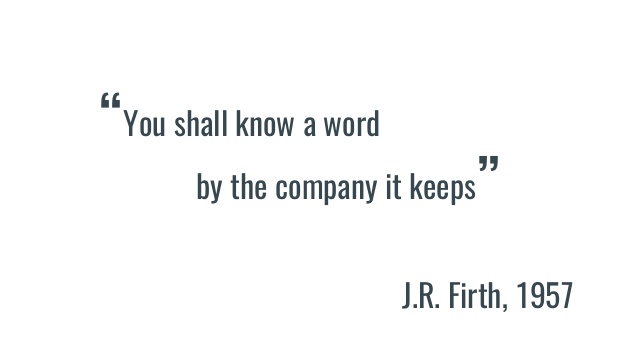 “You shall know a word
by the company it keeps”
J.R. Firth, 1957